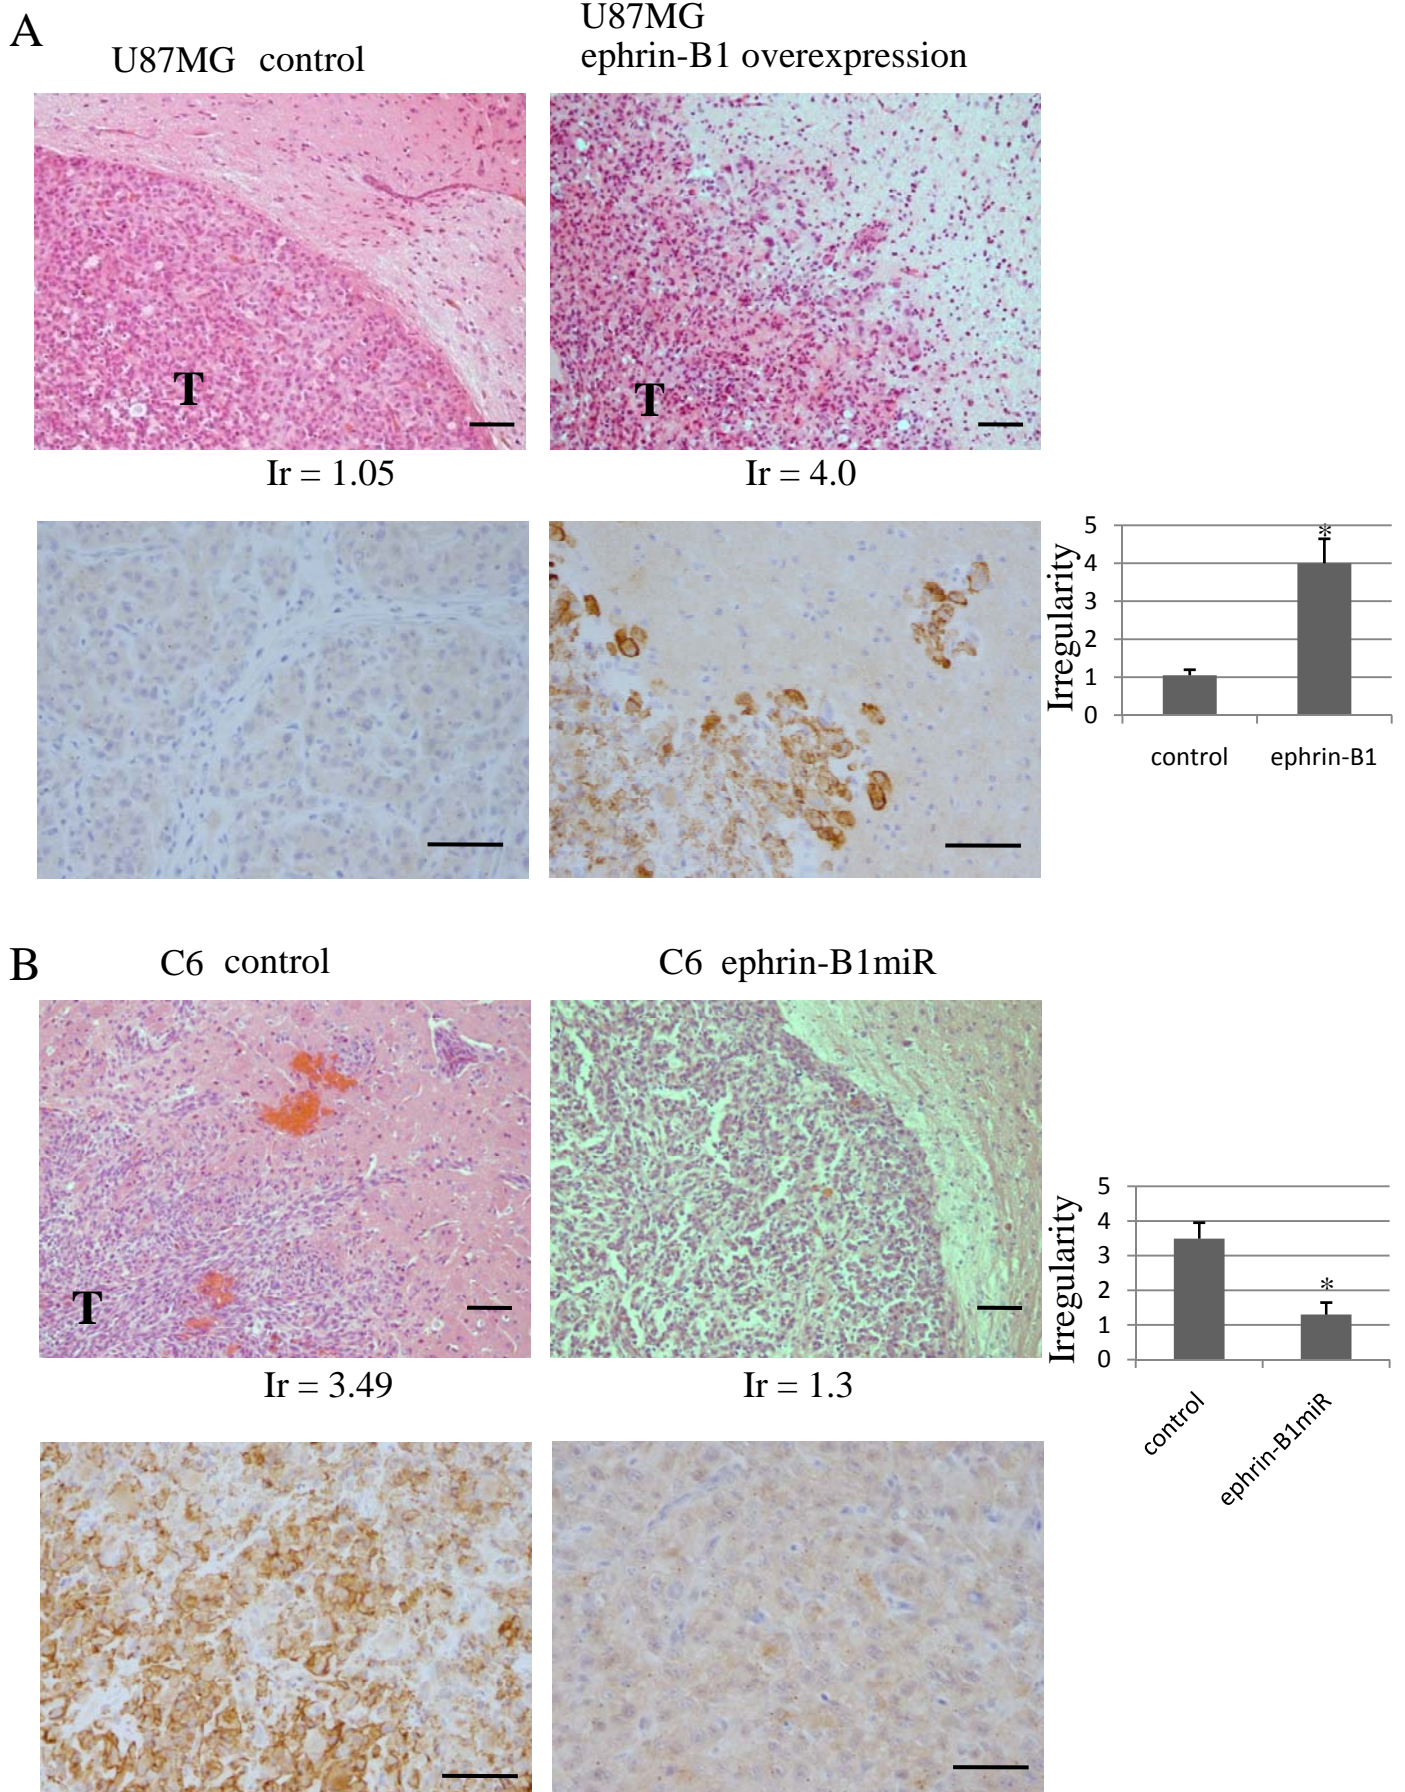 A
U87MG control
U87MG
ephrin-B1 overexpression
T
T
Ir = 1.05
Ir = 4.0
Irregularity
5
4
3
2
1
0
*
control
ephrin-B1
B
C6 control
C6 ephrin-B1miR
T
Ir = 3.49
Ir = 1.3
Irregularity
5
4
3
2
1
0
*
control
ephrin-B1miR